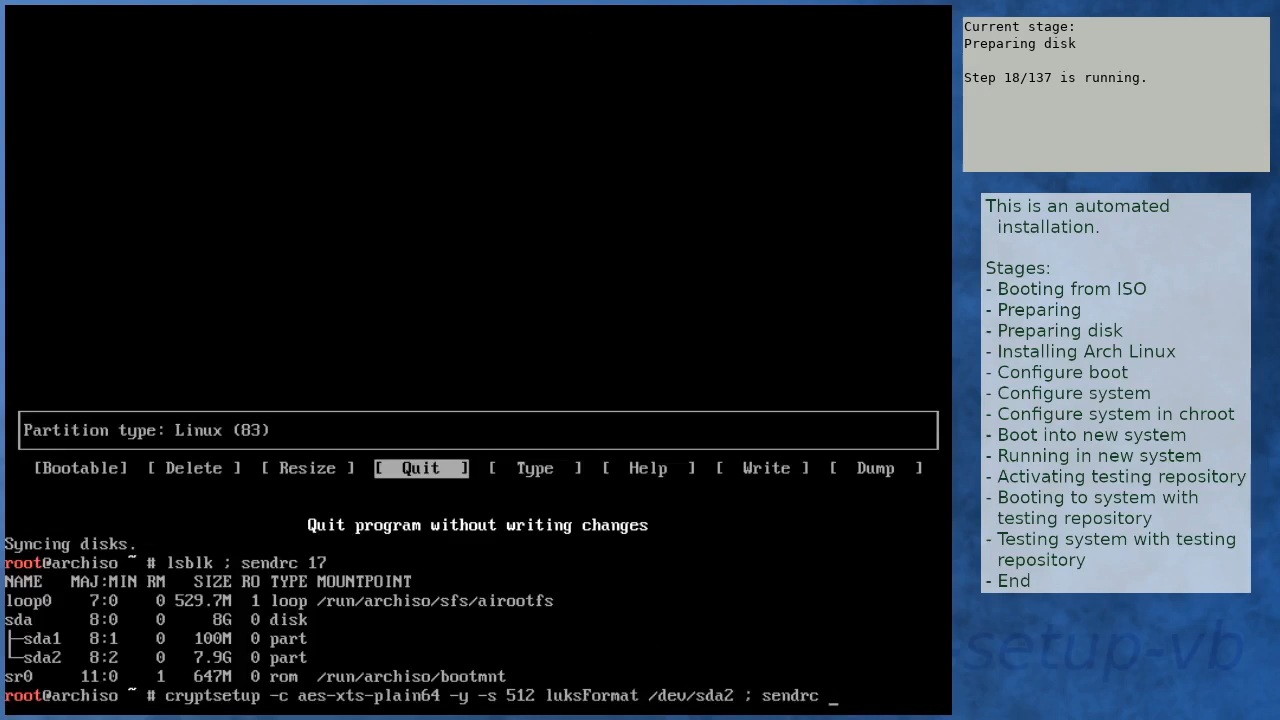 Partition type: Linux (83)
[Bootable] [ Delete ] [ Resize ] [ Quit ] [ Type ] [ Help ] [ Write ] [ Dump ]
Quit program without writing changes
Syncing disks.
root@archiso ~ # lsblk ; sendrc 17
NAME MAJ:MIN RM SIZE RO TYPE MOUNTPOINT
loop0 7:0 0 529.7M 1 loop /run/archiso/sfs/airootfs
sda 8:0 0 8G 0 disk
├─sda1 8:1 0 100M 0 part
└─sda2 8:2 0 7.9G 0 part
sr0 11:0 1 647M 0 rom /run/archiso/bootmnt
root@archiso ~ # cryptsetup -c aes-xts-plain64 -y -s 512 luksFormat /dev/sda2 ; sendrc _
Current stage:
Preparing disk
Step 18/137 is running.
This is an automated
installation.
Stages:
- Booting from ISO
- Preparing
- Preparing disk
- Installing Arch Linux
- Configure boot
- Configure system
- Configure system in chroot
- Boot into new system
- Running in new system
- Activating testing repository
- Booting to system with
testing repository
- Testing system with testing
repository
- End
setup-vb